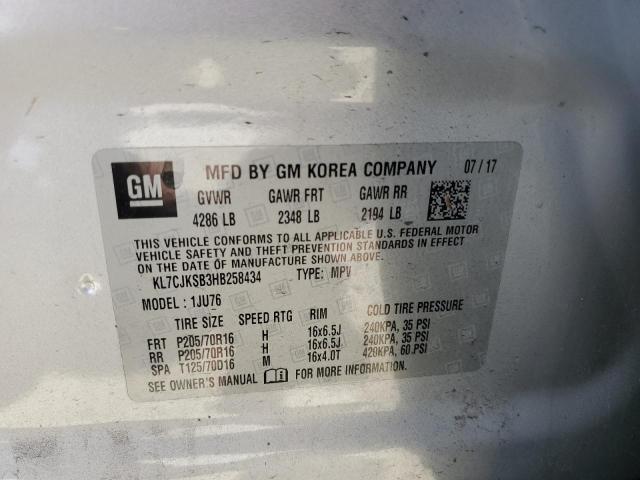 GM MFD BY GM KOREA COMPANY 07/17
GVWR GAWR FRT GAWR RR
4286 LB 2348 LB 2194 LB
THIS VEHICLE CONFORMS TO ALL APPLICABLE U.S. FEDERAL MOTOR
VEHICLE SAFETY AND THEFT PREVENTION STANDARDS IN EFFECT
ON THE DATE OF MANUFACTURE SHOWN ABOVE.
KL7CJKSB3HB258434 TYPE: MPV
MODEL : 1JU76
TIRE SIZE SPEED RTG RIM COLD TIRE PRESSURE
FRT P205/70R16 H 16x6.5J 240KPA, 35 PSI
RR P205/70R16 H 16x6.5J 240KPA, 35 PSI
SPA T125/70D16 M 16x4.0T 420KPA, 60 PSI
SEE OWNER'S MANUAL FOR MORE INFORMATION.